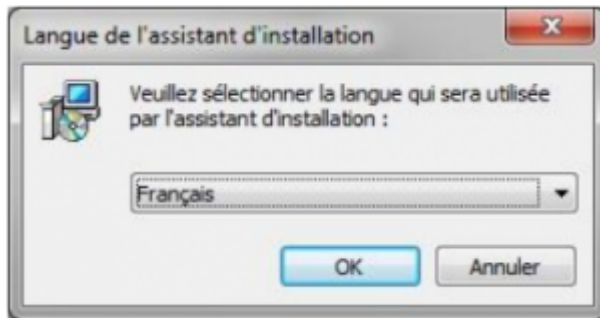 Langue de l'assistant d'installation
Veuillez sélectionner la langue qui sera utilisée
par l'assistant d'installation :
Français
OK
Annuler